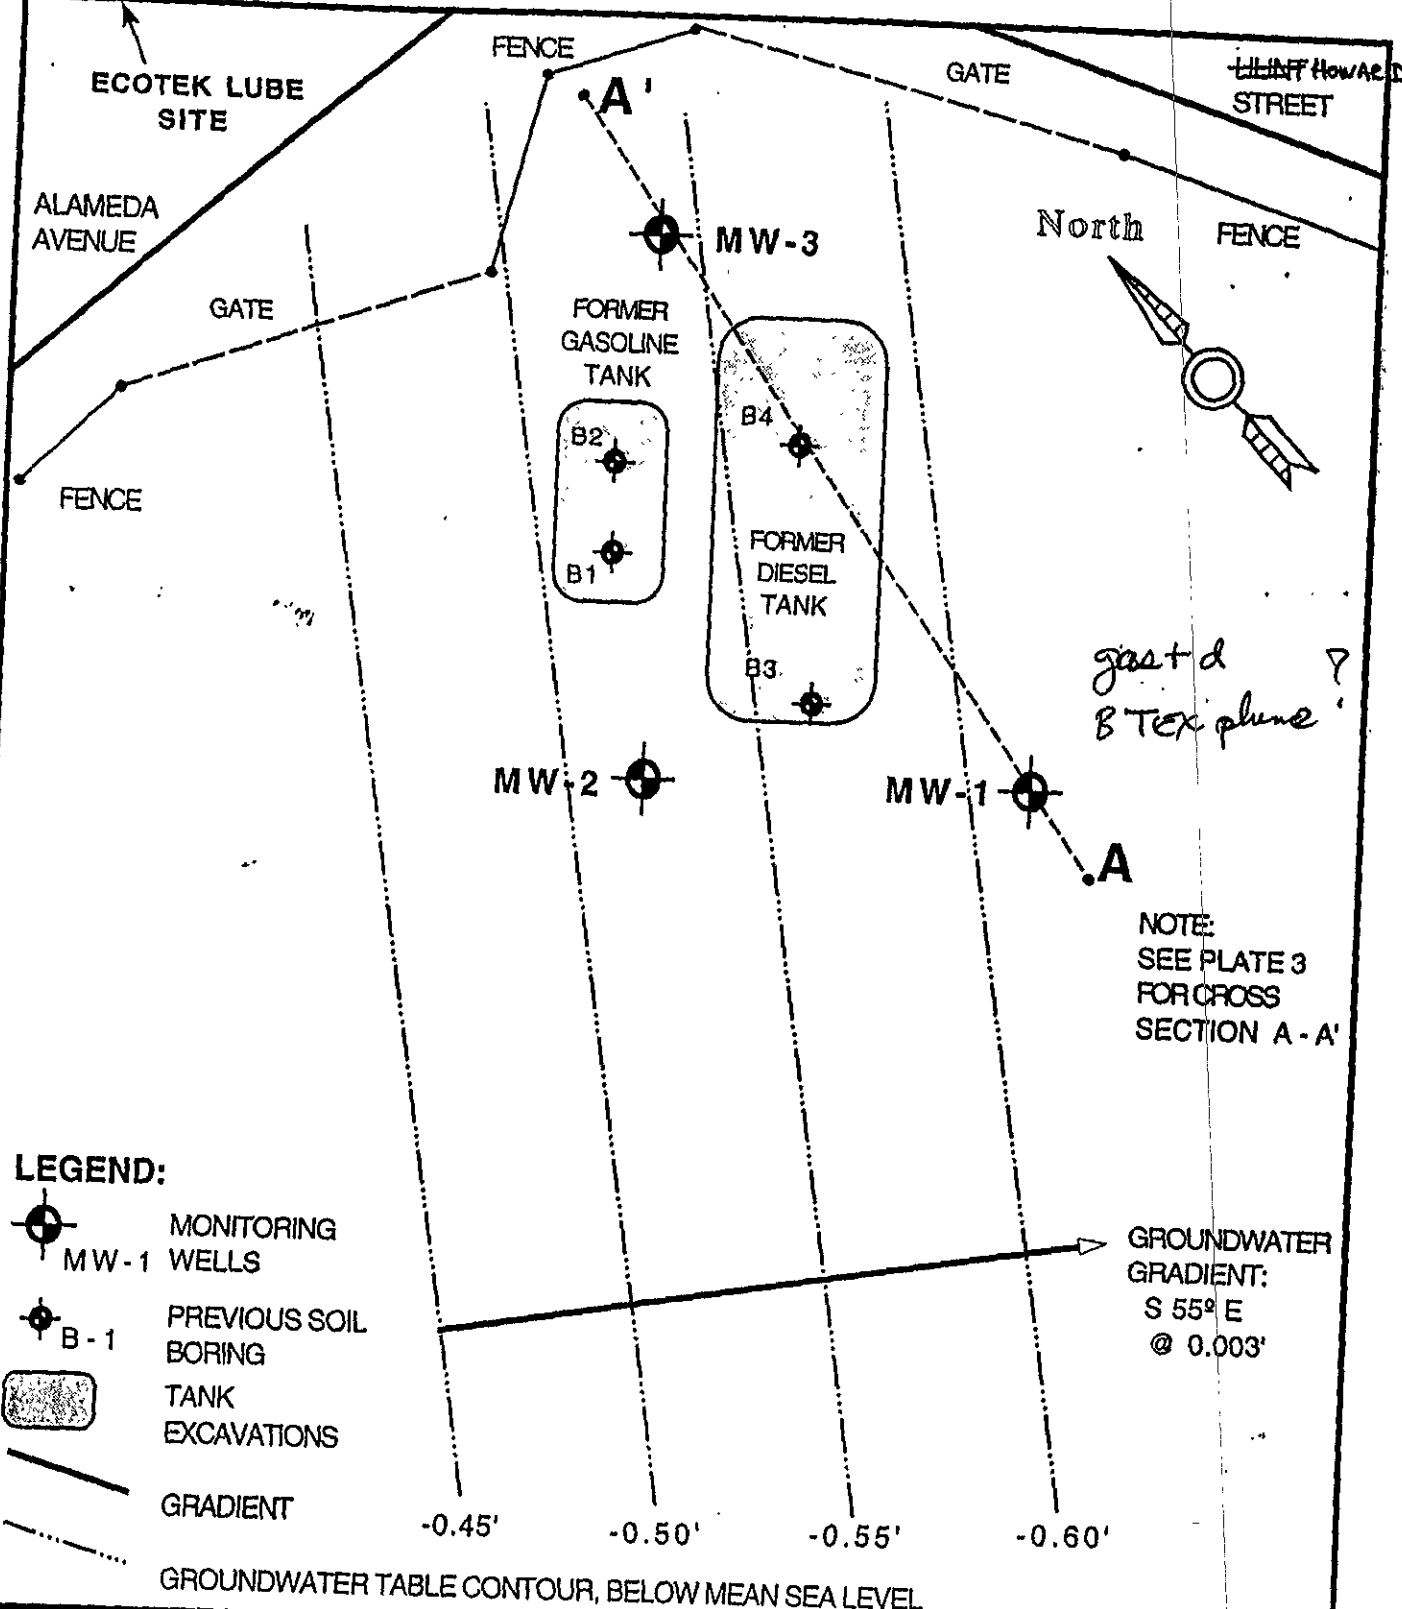 ECOTEK LUBE
SITE
FENCE
A'
GATE
HOWARD
STREET
ALAMEDA
AVENUE
MW-3
North
FENCE
GATE
FORMER
GASOLINE
TANK
B2
B4
FENCE
B1
FORMER
DIESEL
TANK
B3
gas + d ?
BTEX plume
MW-2
MW-1
A
NOTE:
SEE PLATE 3
FOR CROSS
SECTION A - A'
LEGEND:
MONITORING
MW-1 WELLS
PREVIOUS SOIL
B-1
BORING
TANK
EXCAVATIONS
GRADIENT
GROUNDWATER
GRADIENT:
S 55º E
@ 0.003'
-0.45' -0.50' -0.55' -0.60'
GROUNDWATER TABLE CONTOUR, BELOW MEAN SEA LEVEL